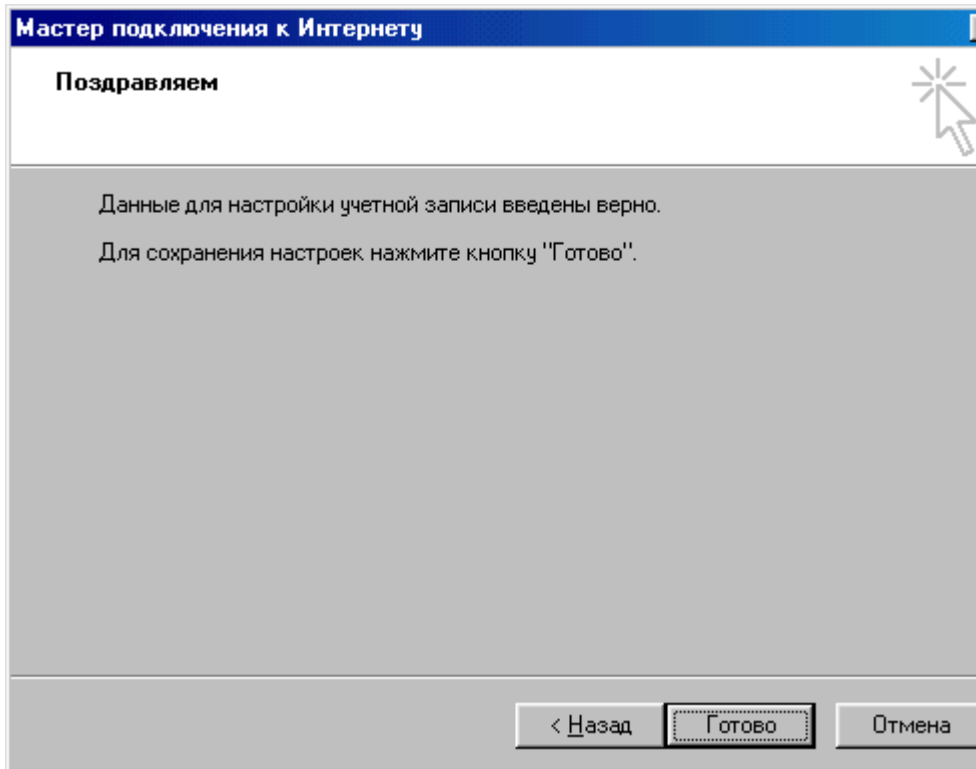 Мастер подключения к Интернету
Поздравляем
Данные для настройки учетной записи введены верно.
Для сохранения настроек нажмите кнопку "Готово".
< Назад Готово Отмена